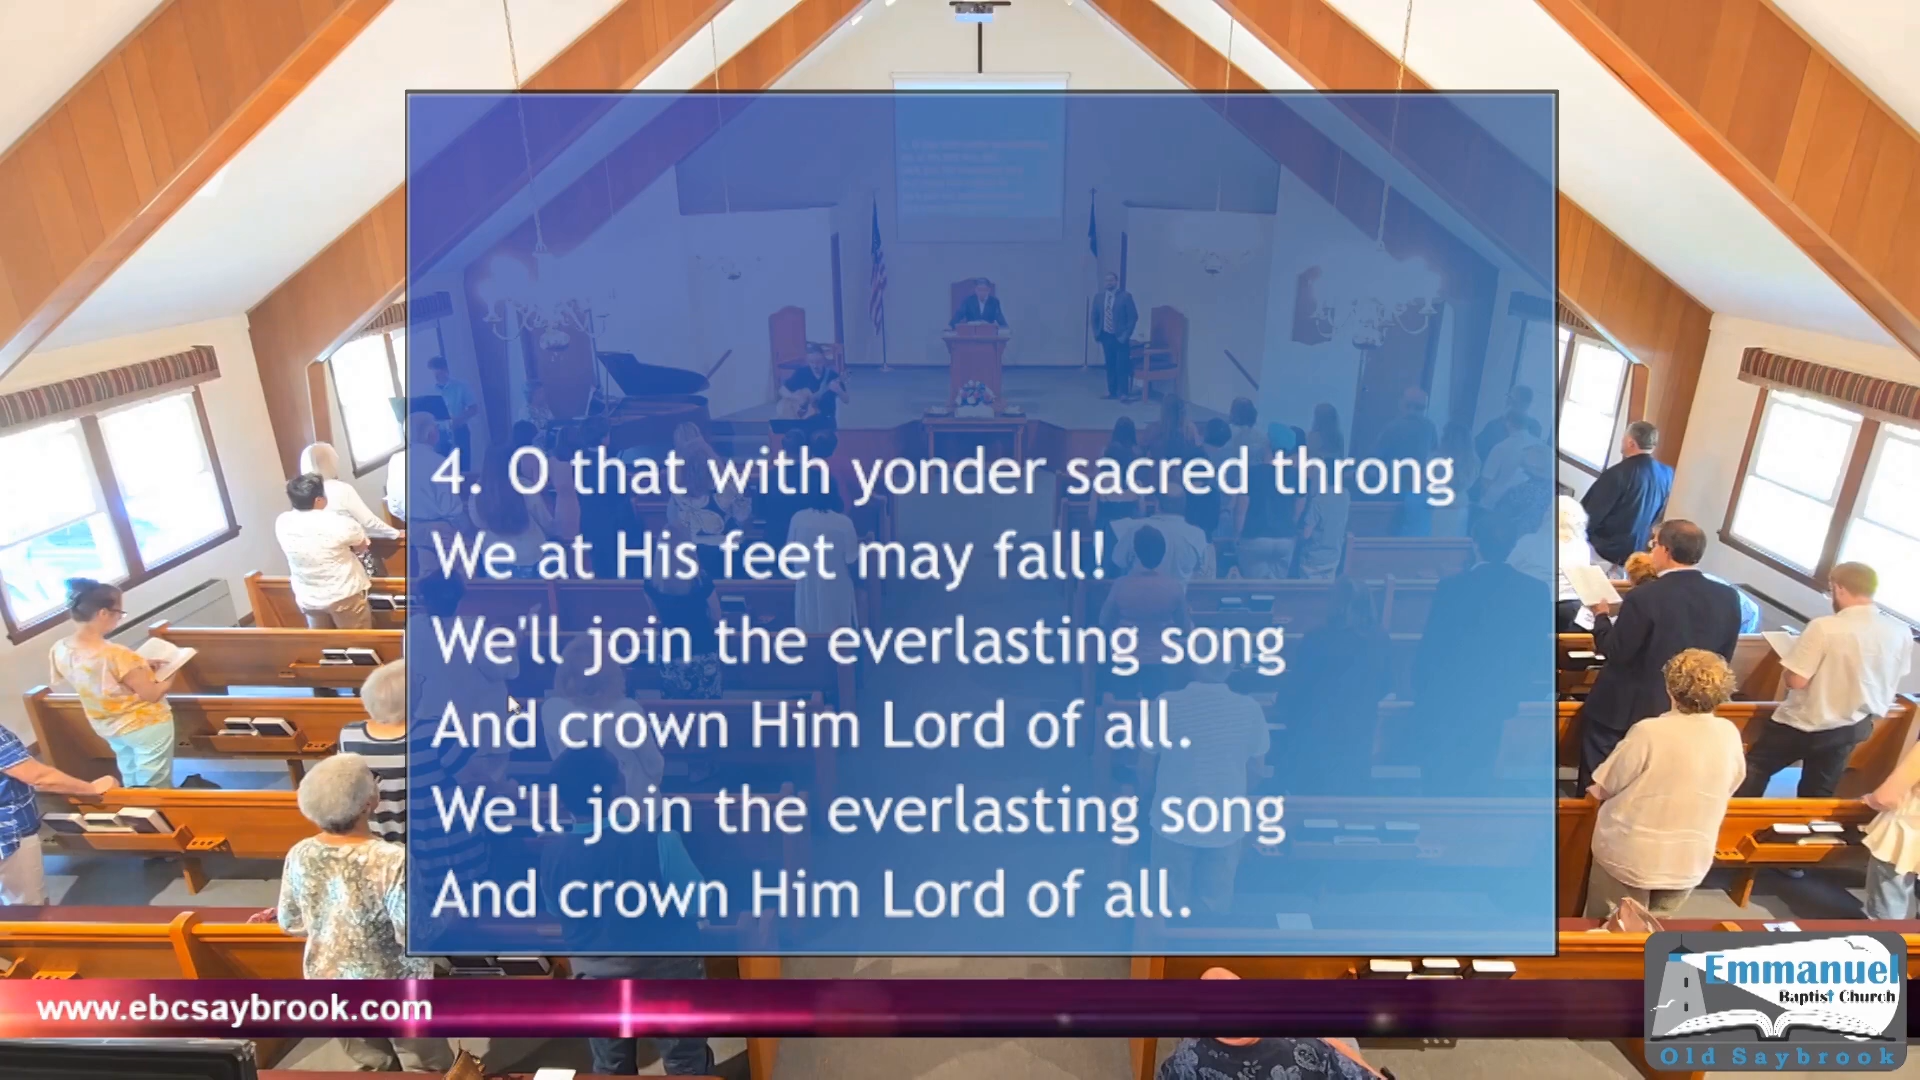 4. O that with yonder sacred throng
We at His feet may fall!
We'll join the everlasting song
And crown Him Lord of all.
We'll join the everlasting song
And crown Him Lord of all.
www.ebcsaybrook.com
Emmanuel
Baptist Church
Old Saybrook